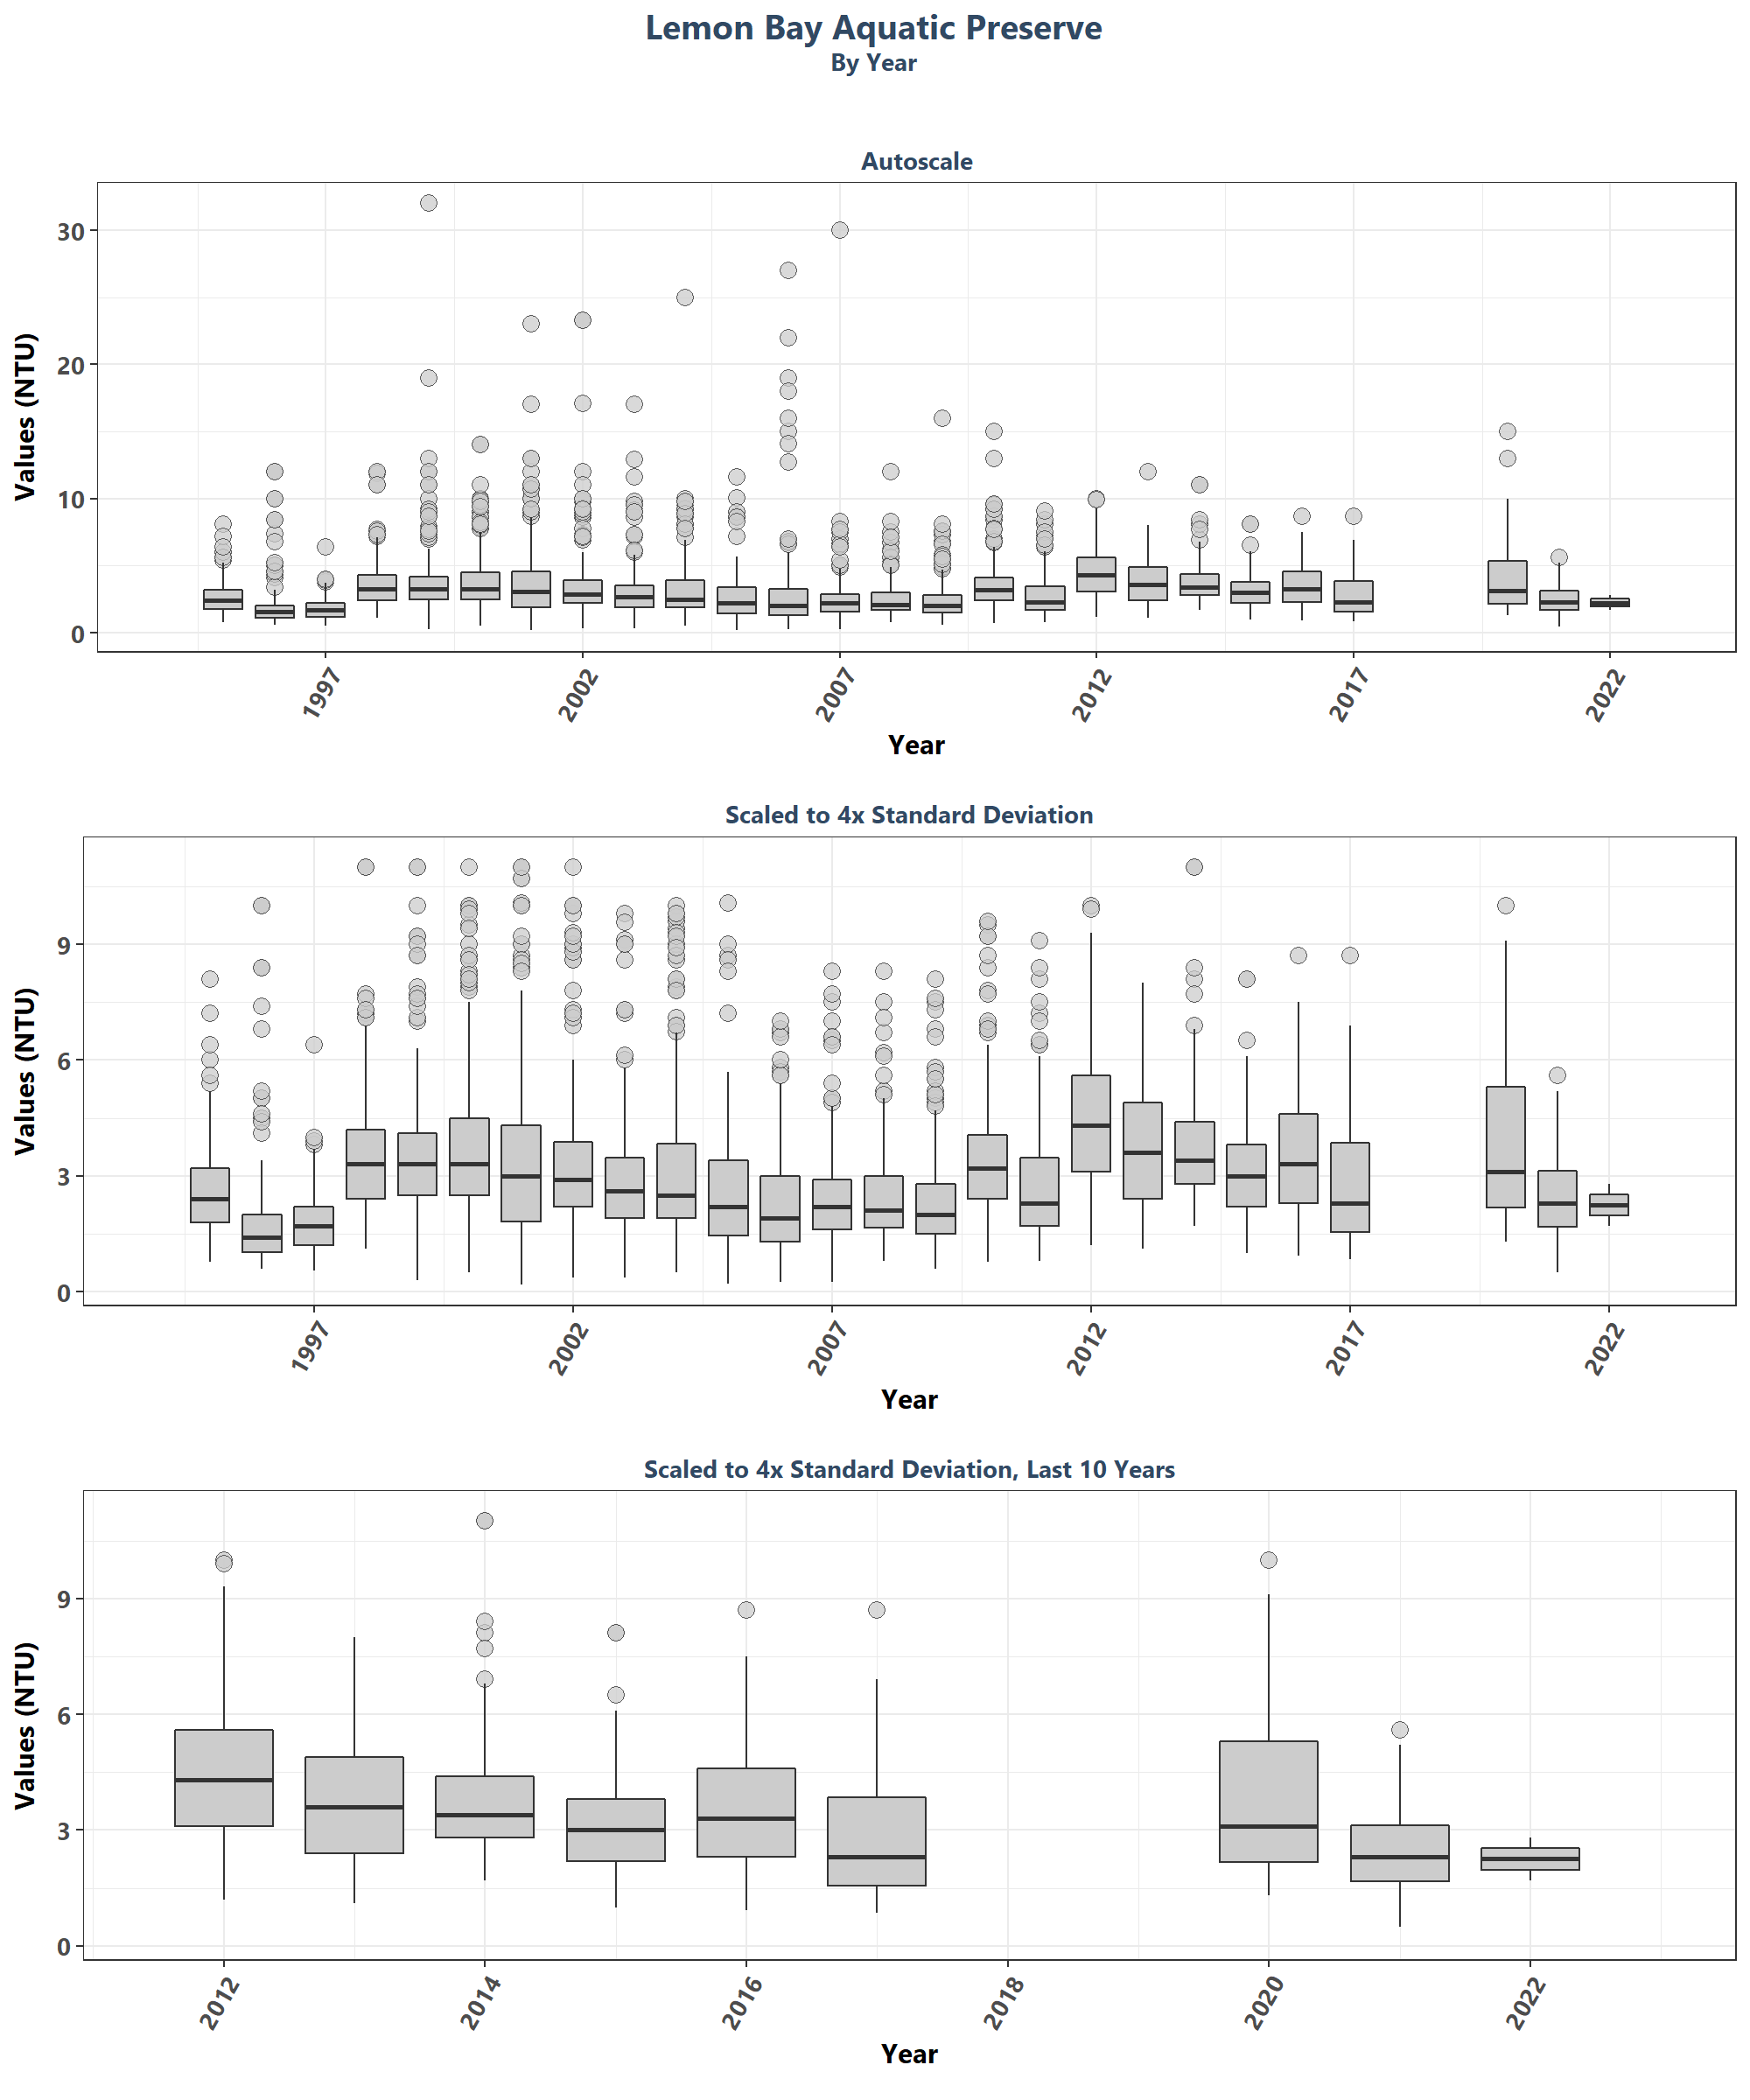 Lemon Bay Aquatic Preserve
By Year
Autoscale
Values (NTU)
30
20
10
0
1997 2002 2007 2012 2017 2022
Year
Scaled to 4x Standard Deviation
Values (NTU)
9
6
3
0
1997 2002 2007 2012 2017 2022
Year
Scaled to 4x Standard Deviation, Last 10 Years
Values (NTU)
9
6
3
0
2012 2014 2016 2018 2020 2022
Year